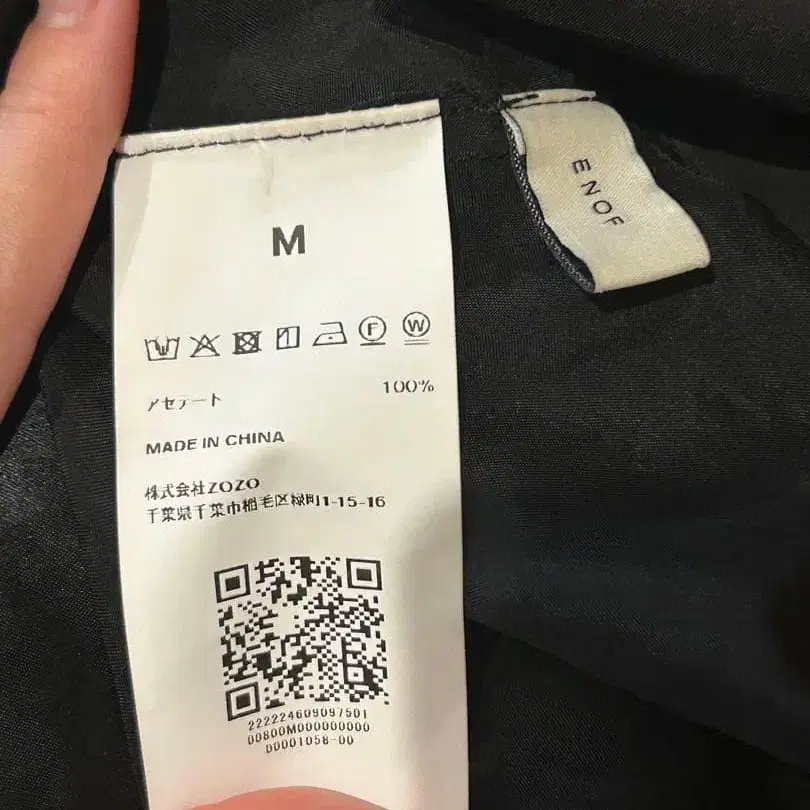 ENOF
M
F W
アセテート 100%
MADE IN CHINA
株式会社ZOZO
千葉県千葉市稲毛区緑町1-15-16
222224609097501
00800M000000000
00001058-00